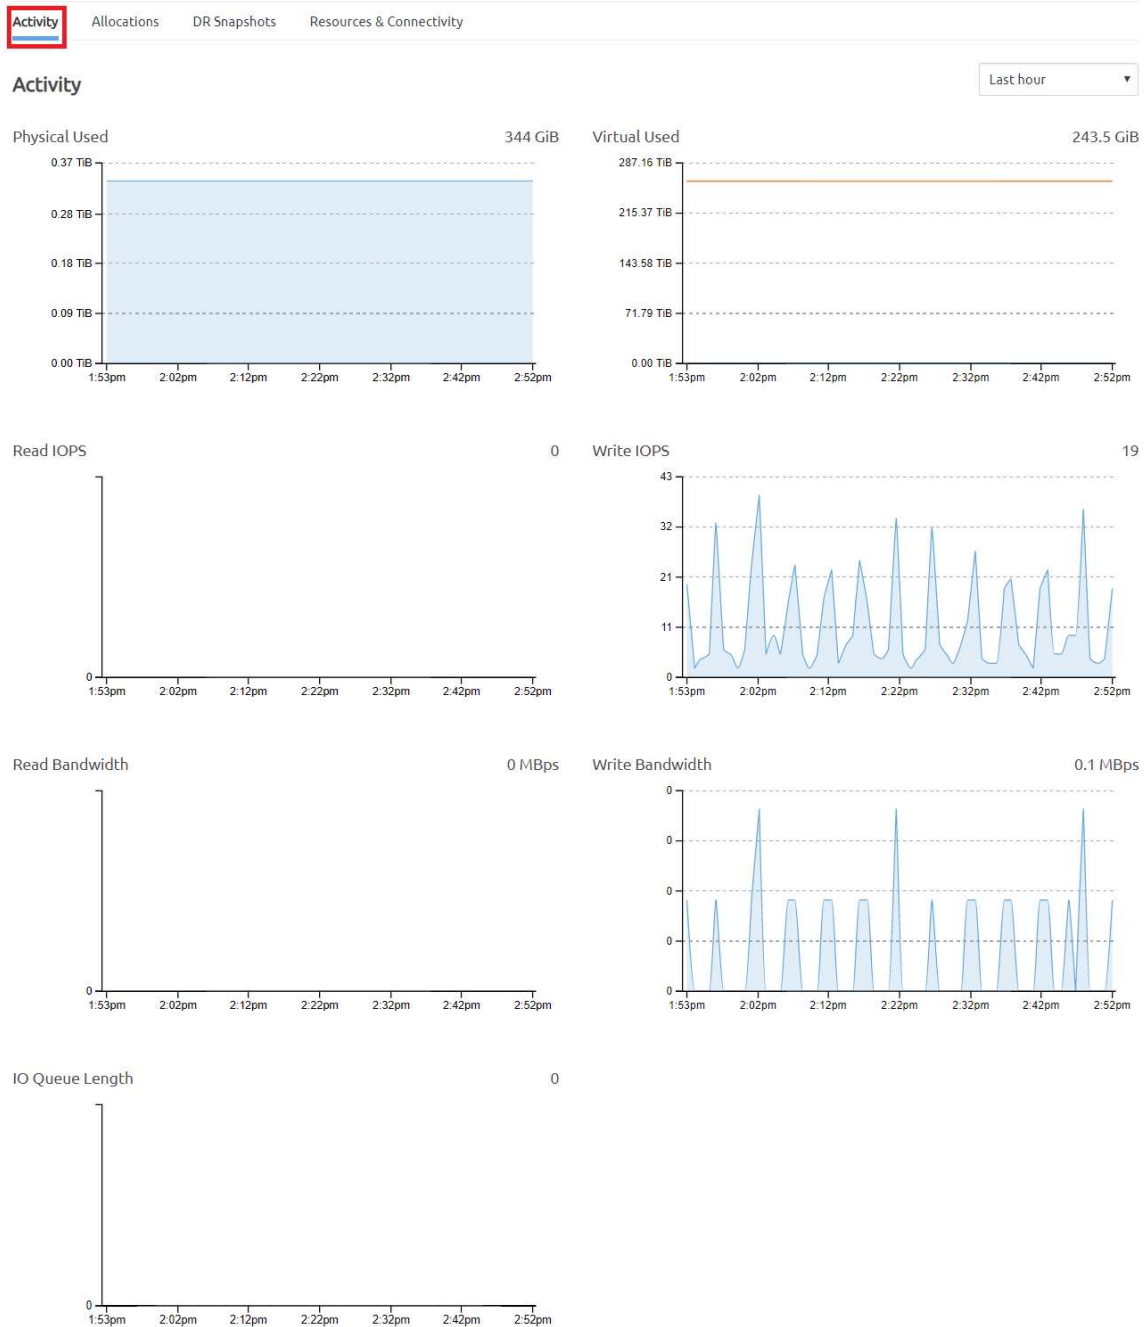 Activity Allocations DR Snapshots Resources & Connectivity
Activity
Last hour
Physical Used 344 GiB
0.37 TiB
0.28 TiB
0.18 TiB
0.09 TiB
0.00 TiB
1:53pm 2:02pm 2:12pm 2:22pm 2:32pm 2:42pm 2:52pm
Virtual Used 243.5 GiB
287.16 TiB
215.37 TiB
143.58 TiB
71.79 TiB
0.00 TiB
1:53pm 2:02pm 2:12pm 2:22pm 2:32pm 2:42pm 2:52pm
Read IOPS 0
0
1:53pm 2:02pm 2:12pm 2:22pm 2:32pm 2:42pm 2:52pm
Write IOPS 19
43
32
21
11
0
1:53pm 2:02pm 2:12pm 2:22pm 2:32pm 2:42pm 2:52pm
Read Bandwidth 0 MBps
0
1:53pm 2:02pm 2:12pm 2:22pm 2:32pm 2:42pm 2:52pm
Write Bandwidth 0.1 MBps
0
0
0
0
0
1:53pm 2:02pm 2:12pm 2:22pm 2:32pm 2:42pm 2:52pm
IO Queue Length 0
0
1:53pm 2:02pm 2:12pm 2:22pm 2:32pm 2:42pm 2:52pm